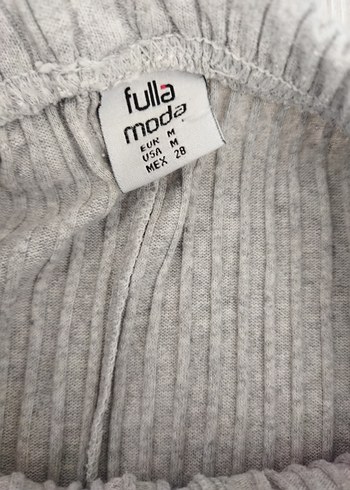 fulla
moda
EUR M
USA M
MEX 28